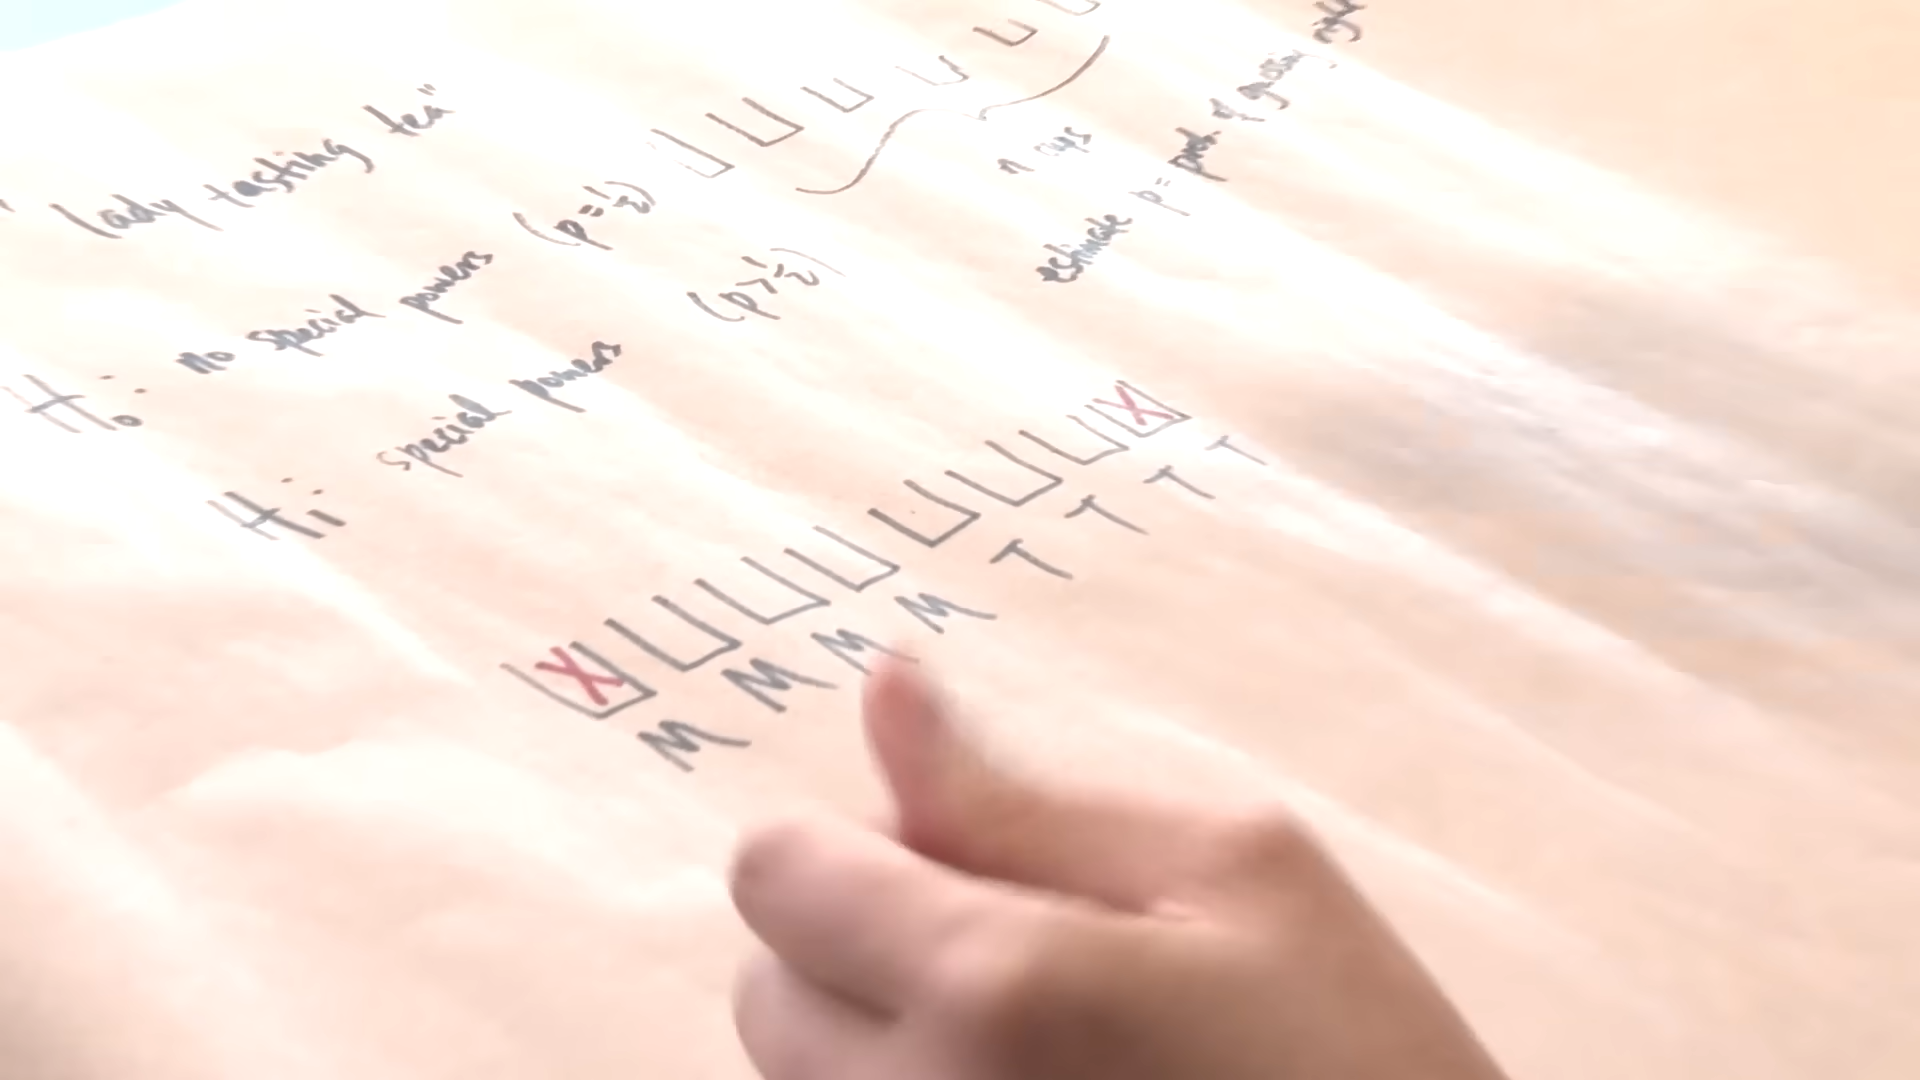 "Lady tasting tea"
n cups
estimate p = prob. of guessing right
H₀: no special powers (p=½)
H₁: special powers (p>½)
X X
M M M M T T T T